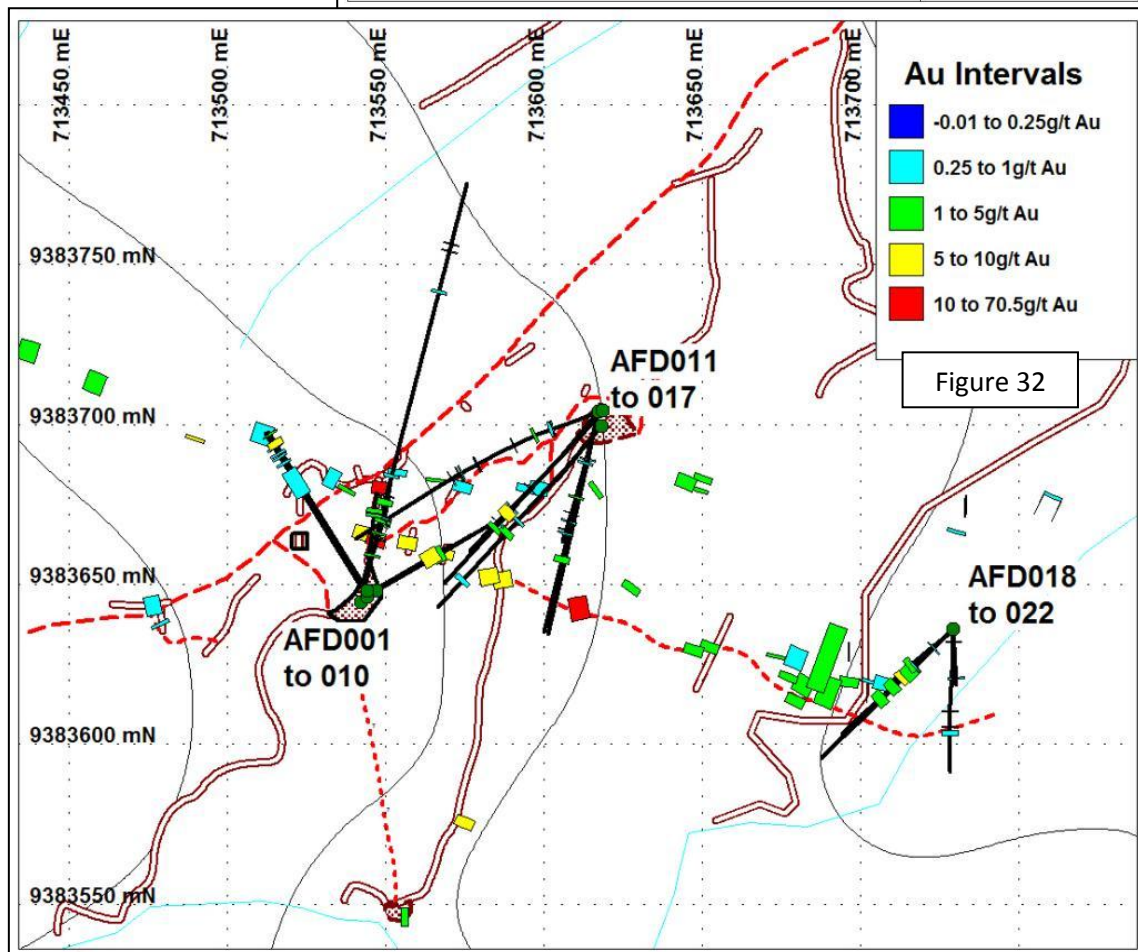 713450 mE
713500 mE
713550 mE
713600 mE
713650 mE
713700 mE
Au Intervals
-0.01 to 0.25g/t Au
0.25 to 1g/t Au
1 to 5g/t Au
5 to 10g/t Au
10 to 70.5g/t Au
Figure 32
9383750 mN
AFD011
to 017
9383700 mN
9383650 mN
AFD018
to 022
AFD001
to 010
9383600 mN
9383550 mN